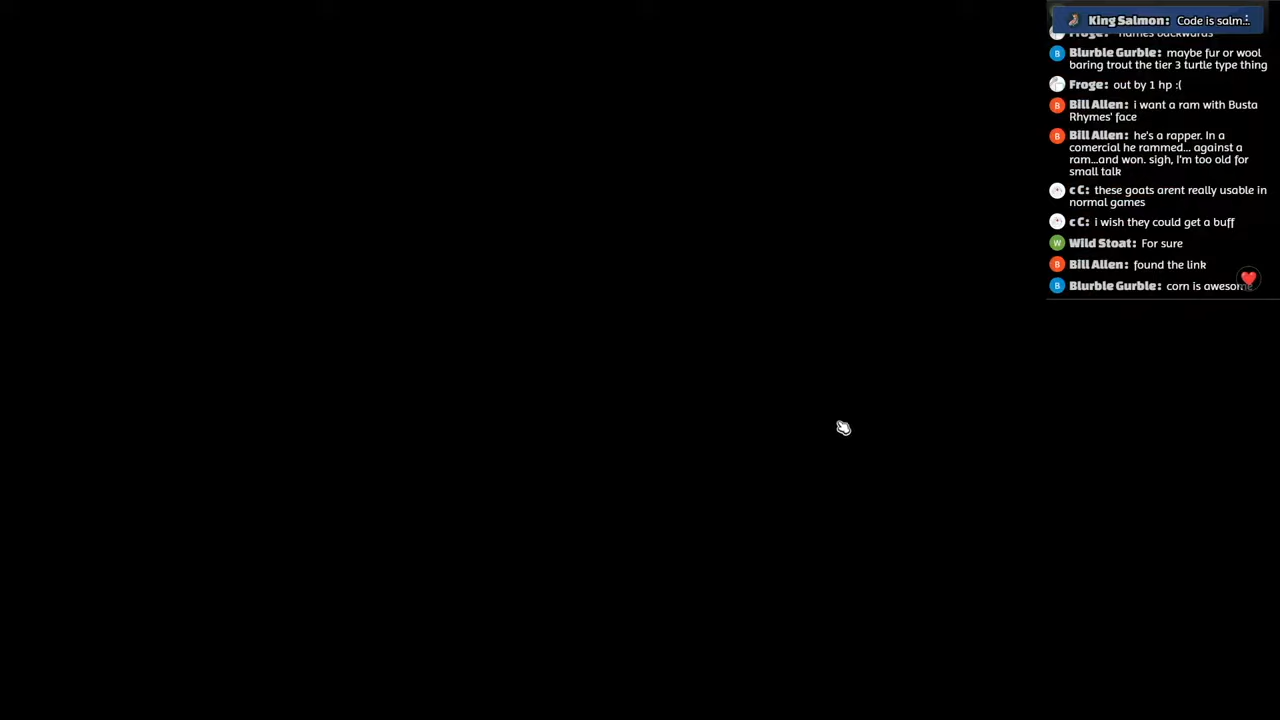 King Salmon: Code is salm...
Froge: names backwards
Blurble Gurble: maybe fur or wool
baring trout the tier 3 turtle type thing
Froge: out by 1 hp :(
Bill Allen: i want a ram with Busta
Rhymes' face
Bill Allen: he's a rapper. In a
comercial he rammed... against a
ram...and won. sigh, I'm too old for
small talk
c C: these goats arent really usable in
normal games
c C: i wish they could get a buff
Wild Stoat: For sure
Bill Allen: found the link
Blurble Gurble: corn is awesome